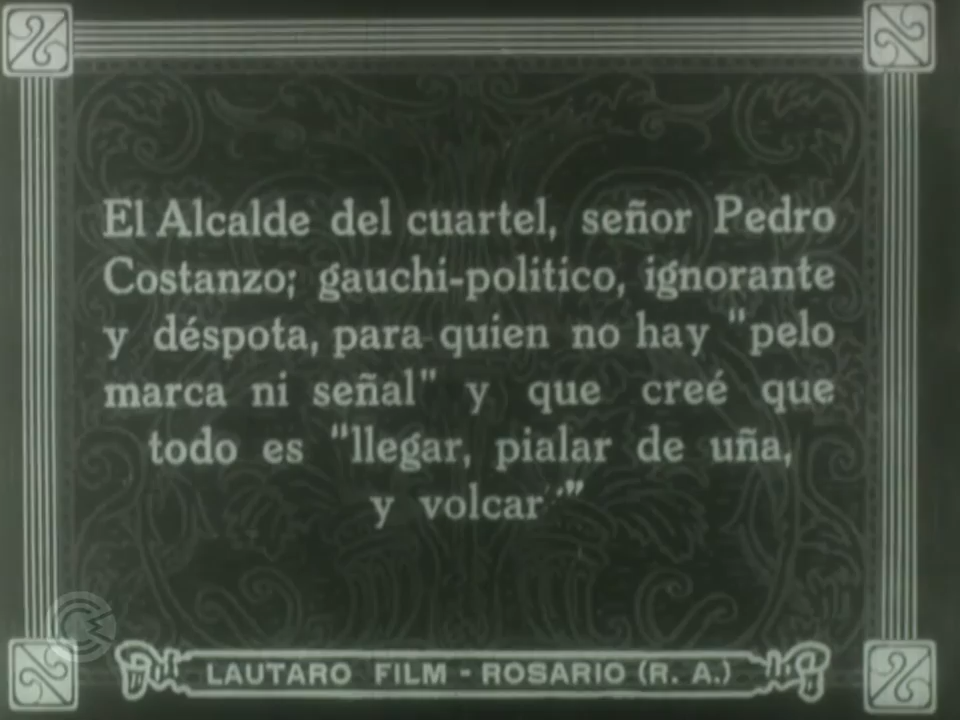 El Alcalde del cuartel, señor Pedro
Costanzo; gauchi-politico, ignorante
y déspota, para quien no hay "pelo
marca ni señal" y que creé que
todo es "llegar, pialar de uña,
y volcar"
LAUTARO FILM - ROSARIO (R. A.)